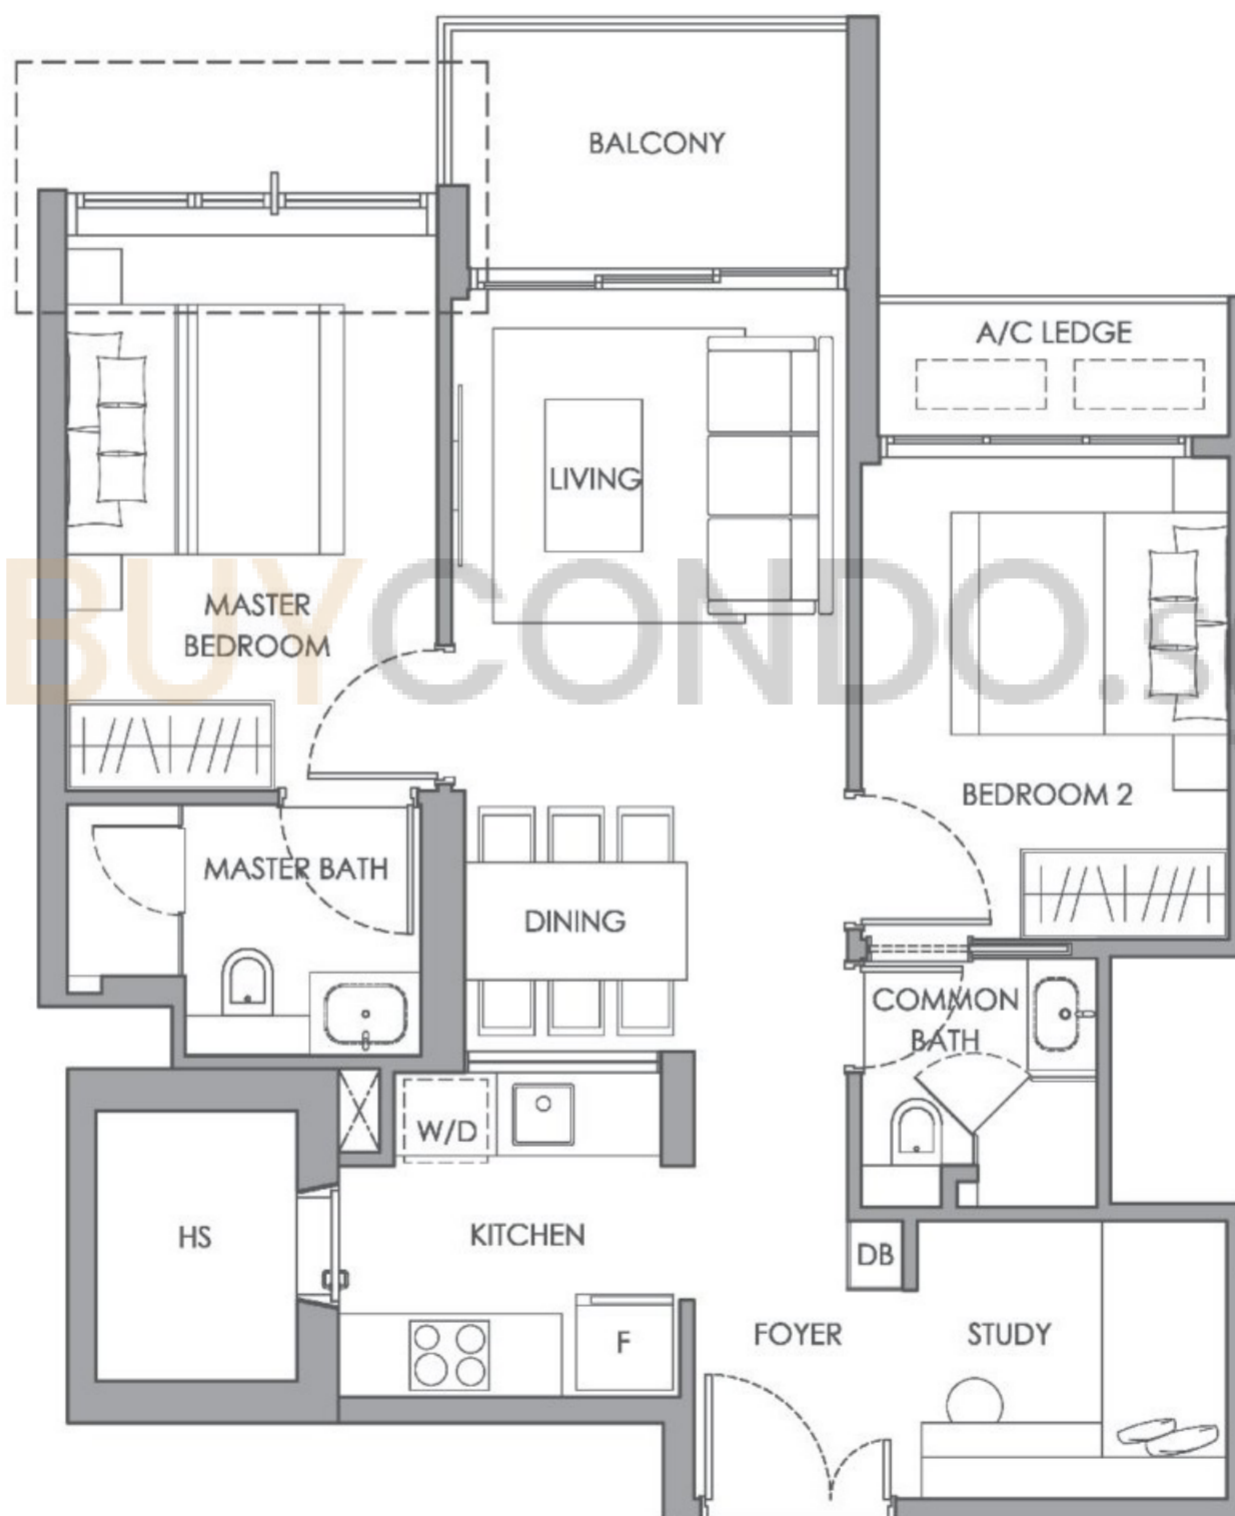 BALCONY
A/C LEDGE
LIVING
MASTER
BEDROOM
BUYCONDO.s
BEDROOM 2
MASTER BATH
DINING
COMMON
BATH
W/D
HS
KITCHEN
DB
F
FOYER
STUDY